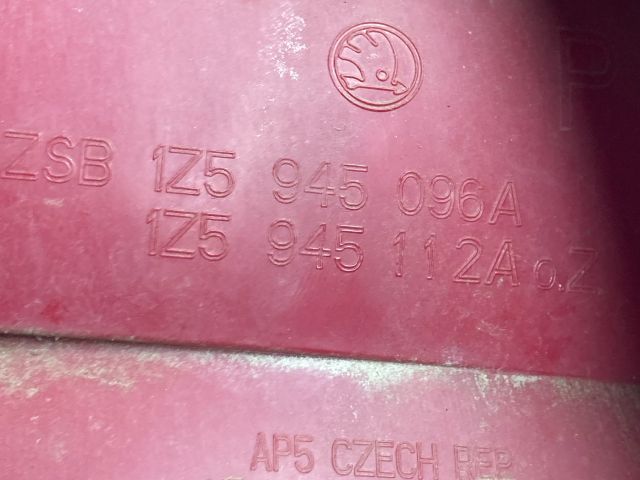 P
ZSB 1Z5 945 096A
1Z5 945 112A o.Z
AP5 CZECH REP